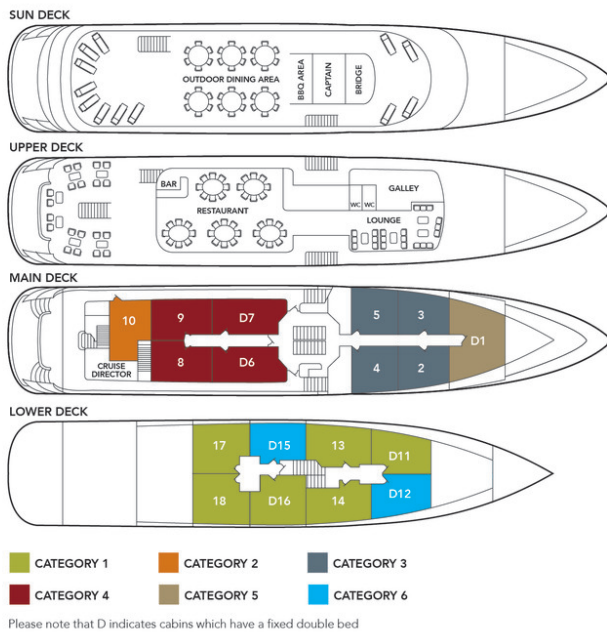 SUN DECK
OUTDOOR DINING AREA
BBQ AREA
CAPTAIN
BRIDGE
UPPER DECK
BAR
RESTAURANT
WC WC
GALLEY
LOUNGE
MAIN DECK
10
9
D7
5
3
D1
8
D6
4
2
CRUISE
DIRECTOR
LOWER DECK
17
D15
13
D11
18
D16
14
D12
CATEGORY 1
CATEGORY 2
CATEGORY 3
CATEGORY 4
CATEGORY 5
CATEGORY 6
Please note that D indicates cabins which have a fixed double bed